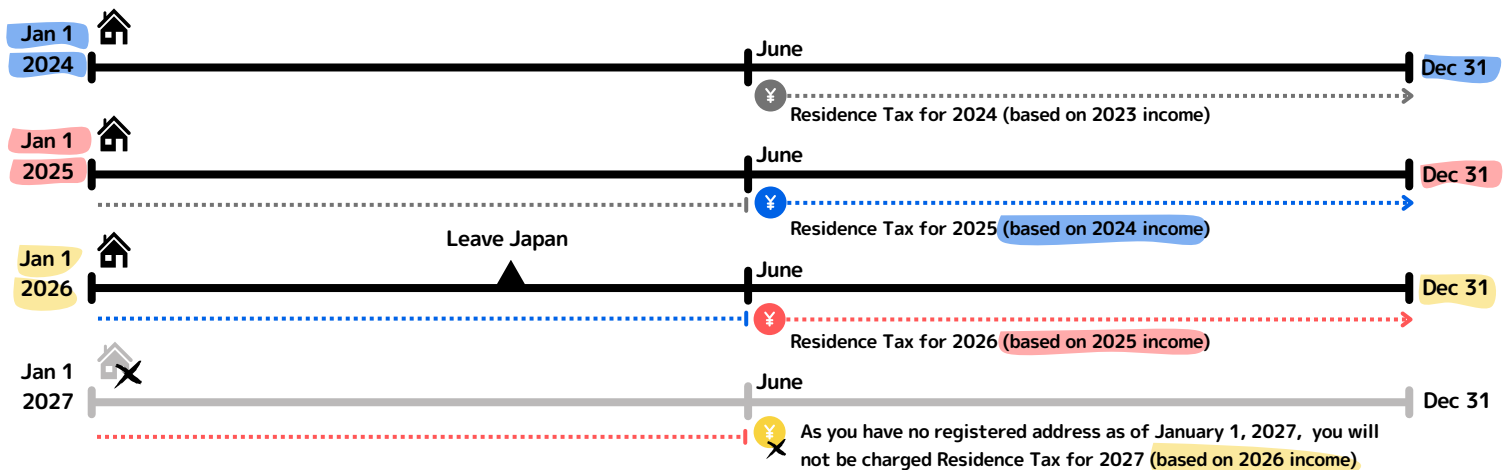 Jan 1
2024
June
Dec 31
¥
Residence Tax for 2024 (based on 2023 income)
Jan 1
2025
June
Dec 31
¥
Residence Tax for 2025 (based on 2024 income)
Leave Japan
Jan 1
2026
June
Dec 31
¥
Residence Tax for 2026 (based on 2025 income)
Jan 1
2027
June
Dec 31
¥
As you have no registered address as of January 1, 2027, you will
not be charged Residence Tax for 2027 (based on 2026 income)